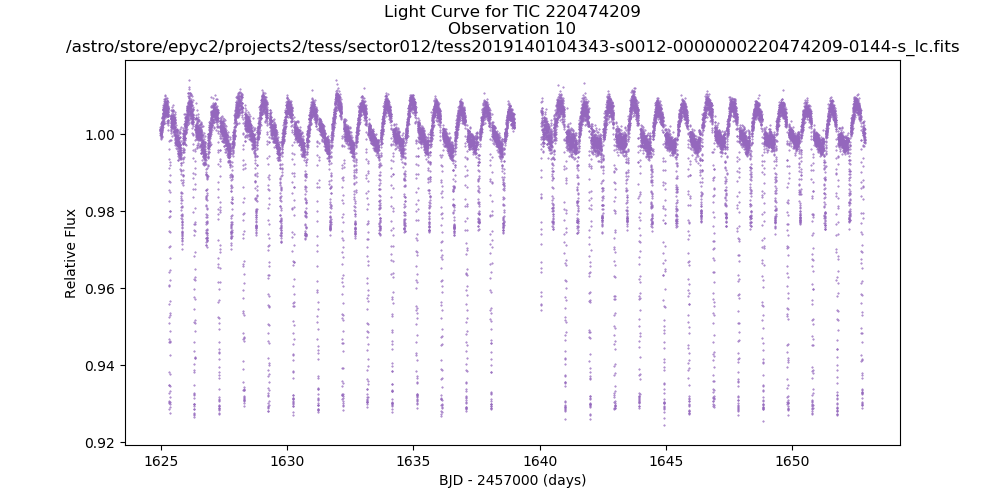 Light Curve for TIC 220474209
Observation 10
/astro/store/epyc2/projects2/tess/sector012/tess2019140104343-s0012-0000000220474209-0144-s_lc.fits
1.00
0.98
0.96
0.94
0.92
Relative Flux
1625
1630
1635
1640
1645
1650
BJD - 2457000 (days)